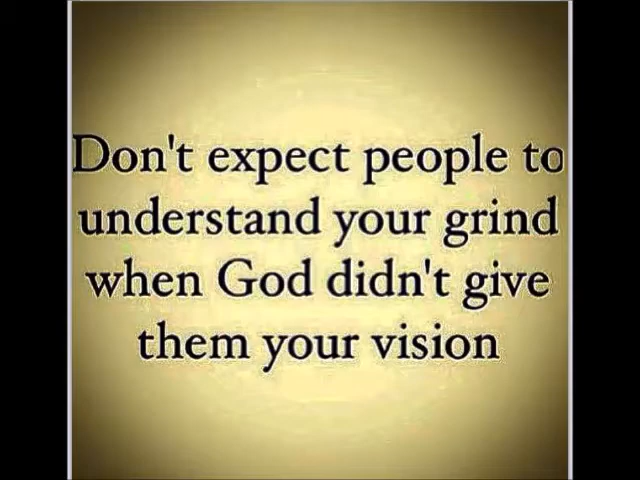 Don't expect people to
understand your grind
when God didn't give
them your vision